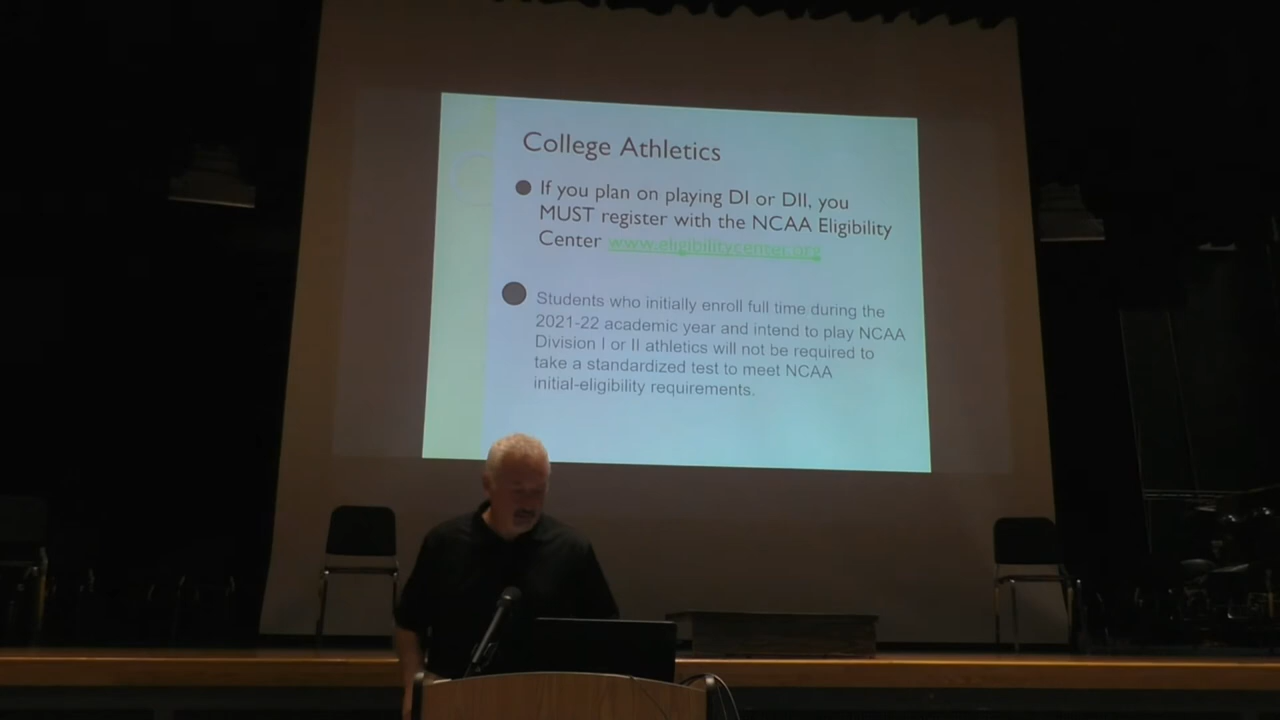 College Athletics
If you plan on playing DI or DII, you
MUST register with the NCAA Eligibility
Center www.eligibilitycenter.org
Students who initially enroll full time during the
2021-22 academic year and intend to play NCAA
Division I or II athletics will not be required to
take a standardized test to meet NCAA
initial-eligibility requirements.